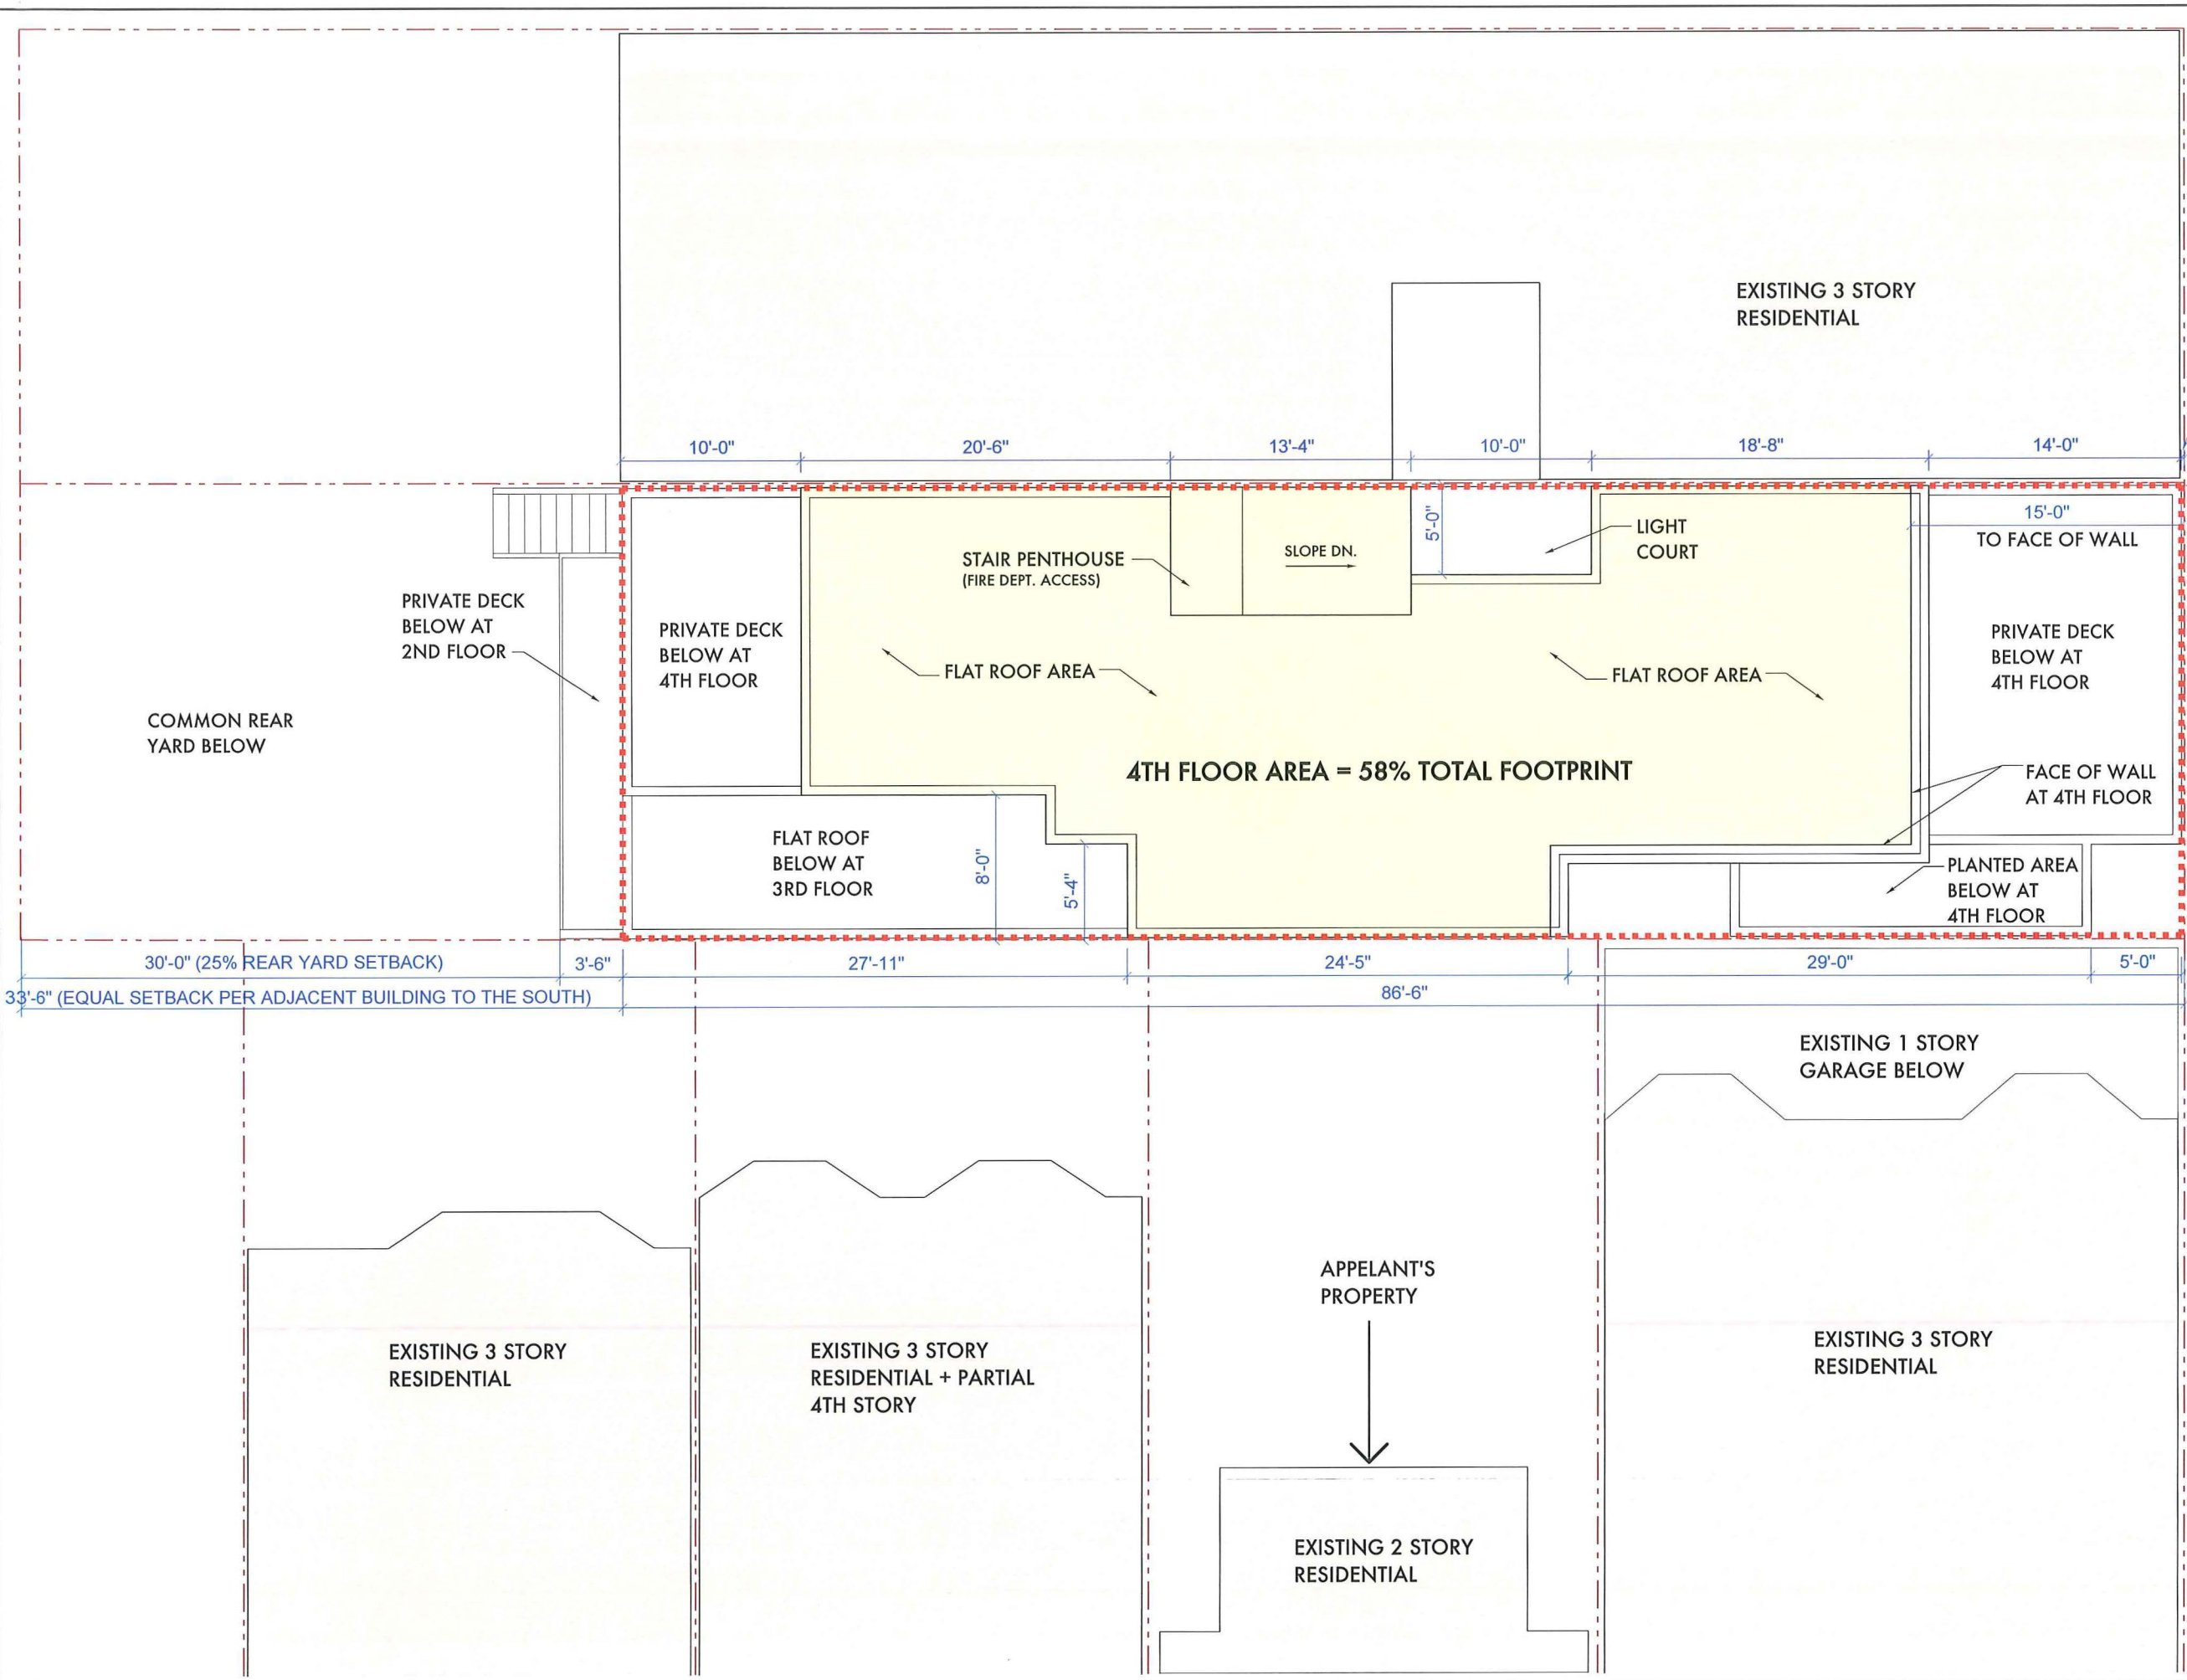 EXISTING 3 STORY
RESIDENTIAL
10'-0"
20'-6"
13'-4"
10'-0"
18'-8"
14'-0"
5'-0"
LIGHT
COURT
15'-0"
TO FACE OF WALL
STAIR PENTHOUSE
(FIRE DEPT. ACCESS)
SLOPE DN.
PRIVATE DECK
BELOW AT
2ND FLOOR
PRIVATE DECK
BELOW AT
4TH FLOOR
FLAT ROOF AREA
FLAT ROOF AREA
PRIVATE DECK
BELOW AT
4TH FLOOR
COMMON REAR
YARD BELOW
4TH FLOOR AREA = 58% TOTAL FOOTPRINT
FACE OF WALL
AT 4TH FLOOR
FLAT ROOF
BELOW AT
3RD FLOOR
8'-0"
5'-4"
PLANTED AREA
BELOW AT
4TH FLOOR
30'-0" (25% REAR YARD SETBACK)
3'-6"
27'-11"
24'-5"
29'-0"
5'-0"
33'-6" (EQUAL SETBACK PER ADJACENT BUILDING TO THE SOUTH)
86'-6"
EXISTING 1 STORY
GARAGE BELOW
APPELANT'S
PROPERTY
EXISTING 3 STORY
RESIDENTIAL
EXISTING 3 STORY
RESIDENTIAL + PARTIAL
4TH STORY
EXISTING 3 STORY
RESIDENTIAL
EXISTING 2 STORY
RESIDENTIAL